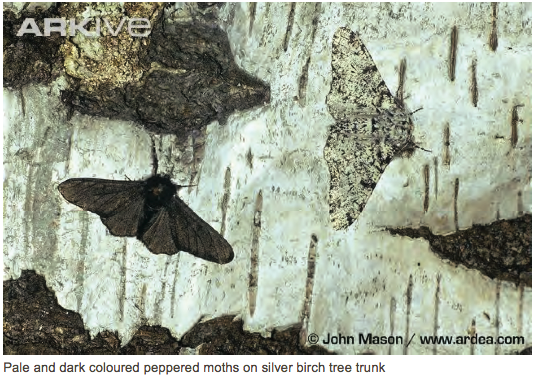 ARKIVE
© John Mason / www.ardea.com
Pale and dark coloured peppered moths on silver birch tree trunk